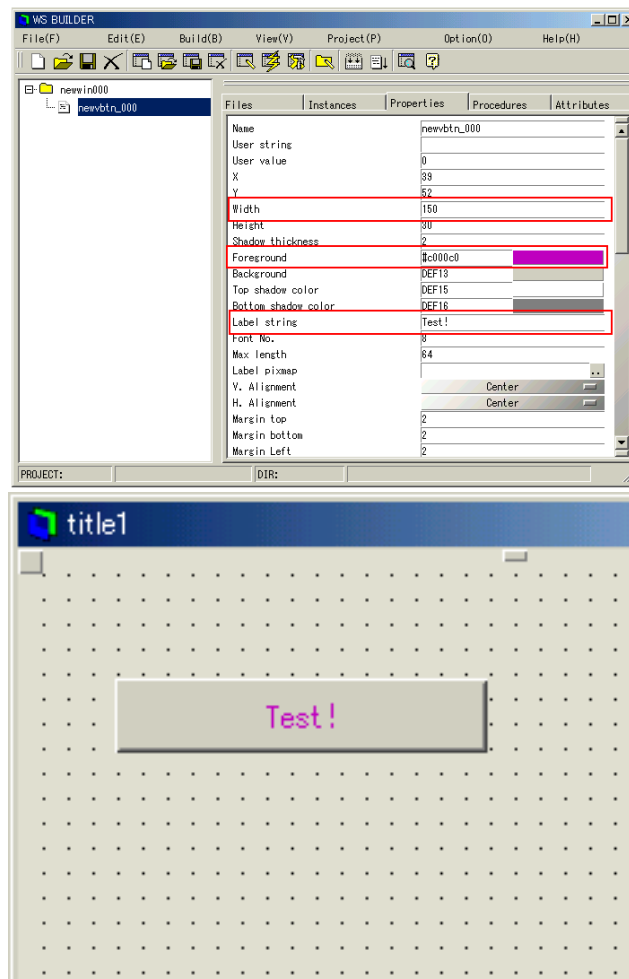 WS BUILDER
File(F) Edit(E) Build(B) View(V) Project(P) Option(O) Help(H)
newwin000
newvbtn_000
Files Instances Properties Procedures Attributes
Name newvbtn_000
User string
User value 0
X 39
Y 52
Width 150
Height 30
Shadow thickness 2
Foreground #c000c0
Background DEF13
Top shadow color DEF15
Bottom shadow color DEF16
Label string Test!
Font No. 8
Max length 64
Label pixmap ..
V. Alignment Center
H. Alignment Center
Margin top 2
Margin bottom 2
Margin Left 2
PROJECT: DIR:
title1
Test!